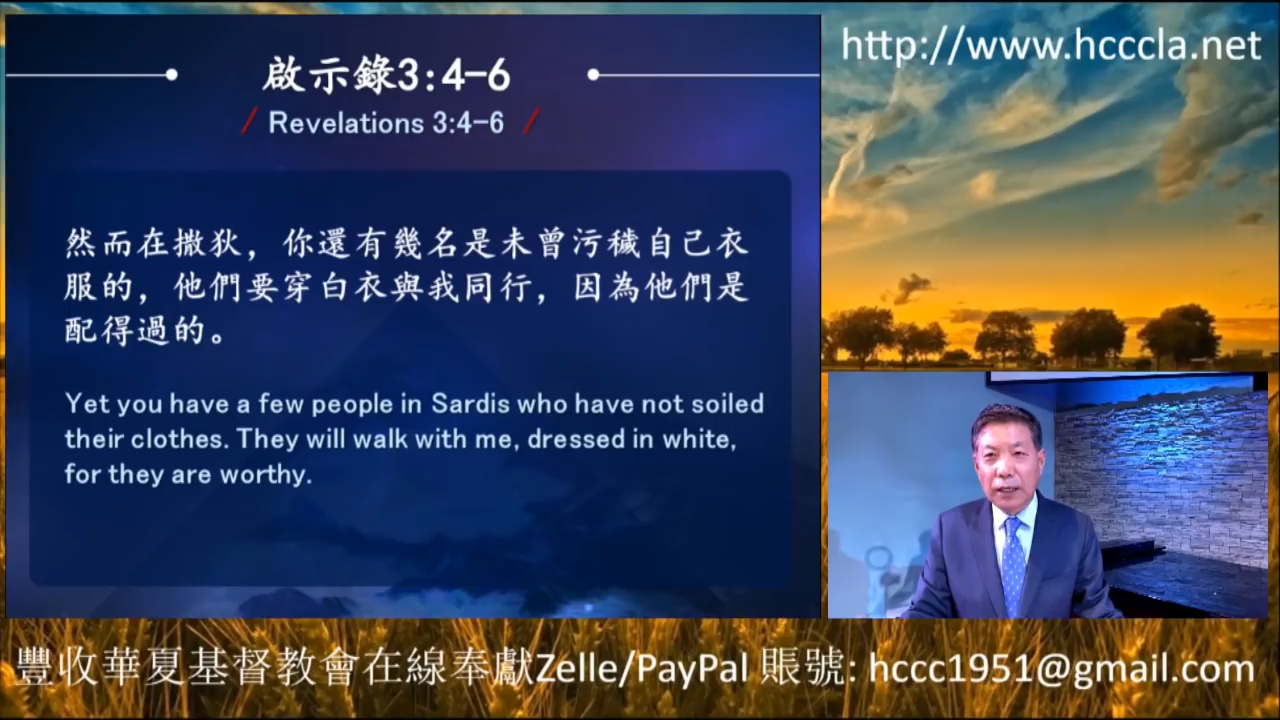 啟示錄3:4-6
/ Revelations 3:4-6 /
然而在撒狄，你還有幾名是未曾污穢自己衣
服的，他們要穿白衣與我同行，因為他們是
配得過的。
Yet you have a few people in Sardis who have not soiled
their clothes. They will walk with me, dressed in white,
for they are worthy.
http://www.hcccla.net
豐收華夏基督教會在線奉獻Zelle/PayPal 賬號: hccc1951@gmail.com